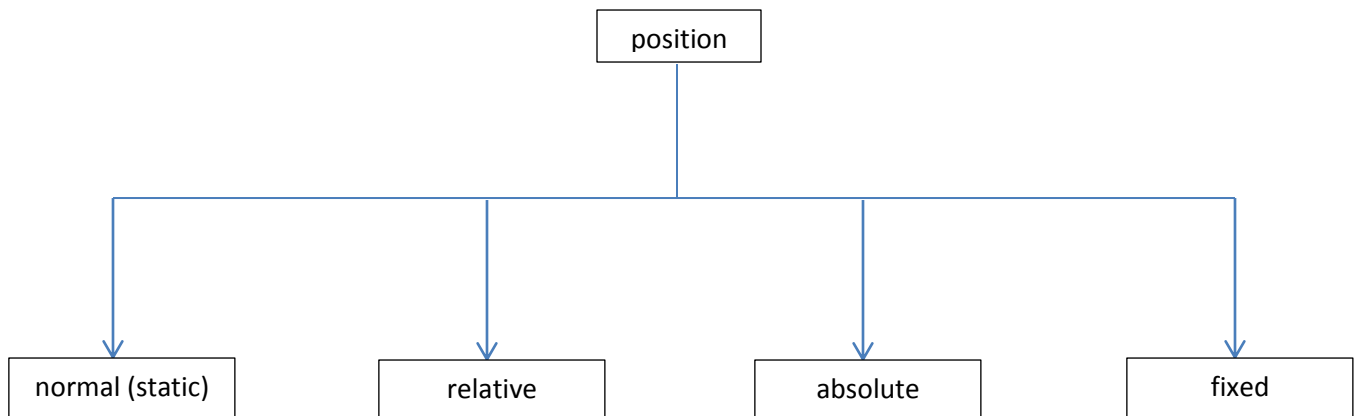 position
normal (static)
relative
absolute
fixed